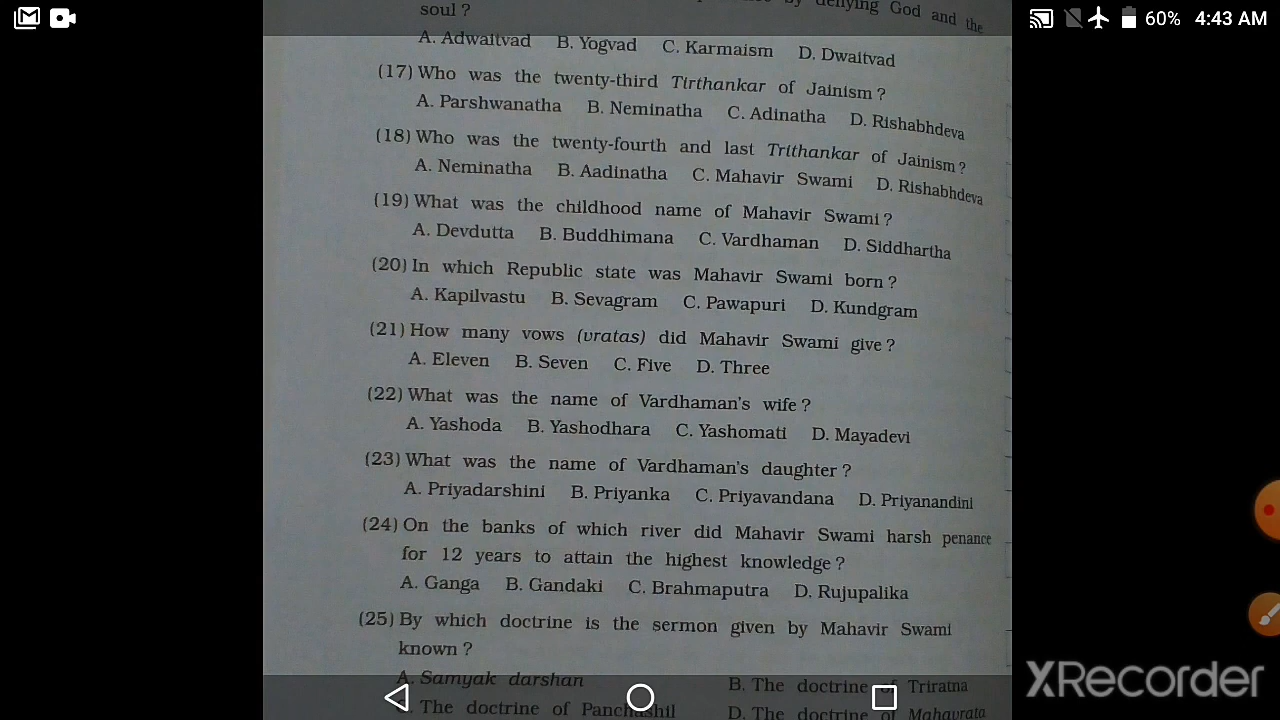 60% 4:43 AM
by denying God and the
soul ?
A. Adwaitvad B. Yogvad C. Karmaism D. Dwaitvad
(17) Who was the twenty-third Tirthankar of Jainism ?
A. Parshwanatha B. Neminatha C. Adinatha D. Rishabhdeva
(18) Who was the twenty-fourth and last Trithankar of Jainism ?
A. Neminatha B. Aadinatha C. Mahavir Swami D. Rishabhdeva
(19) What was the childhood name of Mahavir Swami ?
A. Devdutta B. Buddhimana C. Vardhaman D. Siddhartha
(20) In which Republic state was Mahavir Swami born ?
A. Kapilvastu B. Sevagram C. Pawapuri D. Kundgram
(21) How many vows (vratas) did Mahavir Swami give ?
A. Eleven B. Seven C. Five D. Three
(22) What was the name of Vardhaman's wife ?
A. Yashoda B. Yashodhara C. Yashomati D. Mayadevi
(23) What was the name of Vardhaman's daughter ?
A. Priyadarshini B. Priyanka C. Priyavandana D. Priyanandini
(24) On the banks of which river did Mahavir Swami harsh penance
for 12 years to attain the highest knowledge ?
A. Ganga B. Gandaki C. Brahmaputra D. Rujupalika
(25) By which doctrine is the sermon given by Mahavir Swami
known ?
A. Samyak darshan B. The doctrine of Triratna
The doctrine of Panchashil D. The doctrine of Mahavrata
XRecorder